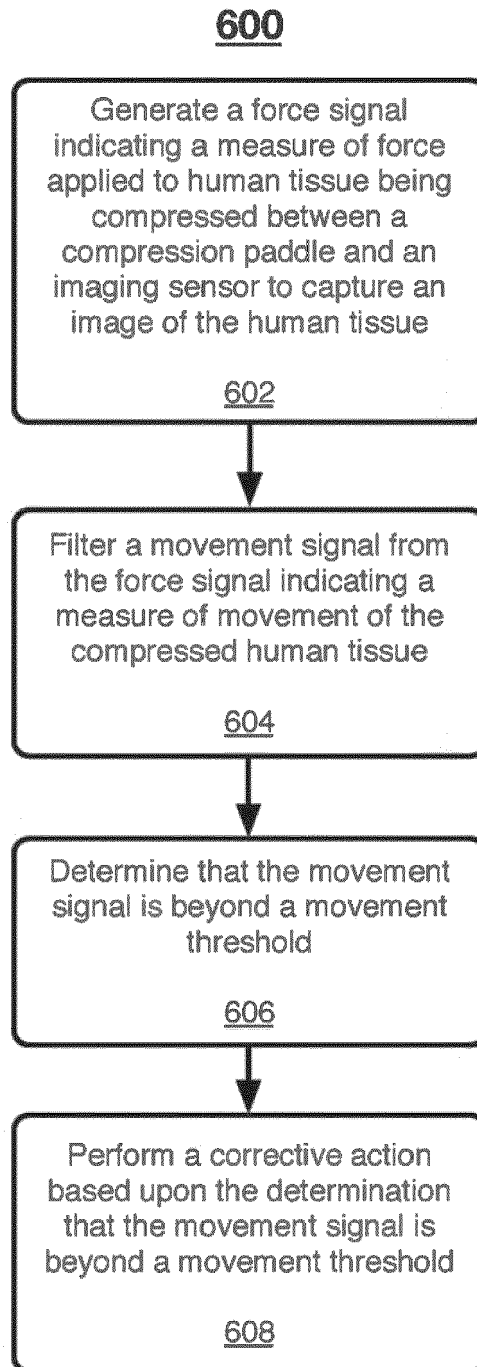 600
Generate a force signal
indicating a measure of force
applied to human tissue being
compressed between a
compression paddle and an
imaging sensor to capture an
image of the human tissue
602
Filter a movement signal from
the force signal indicating a
measure of movement of the
compressed human tissue
604
Determine that the movement
signal is beyond a movement
threshold
606
Perform a corrective action
based upon the determination
that the movement signal is
beyond a movement threshold
608